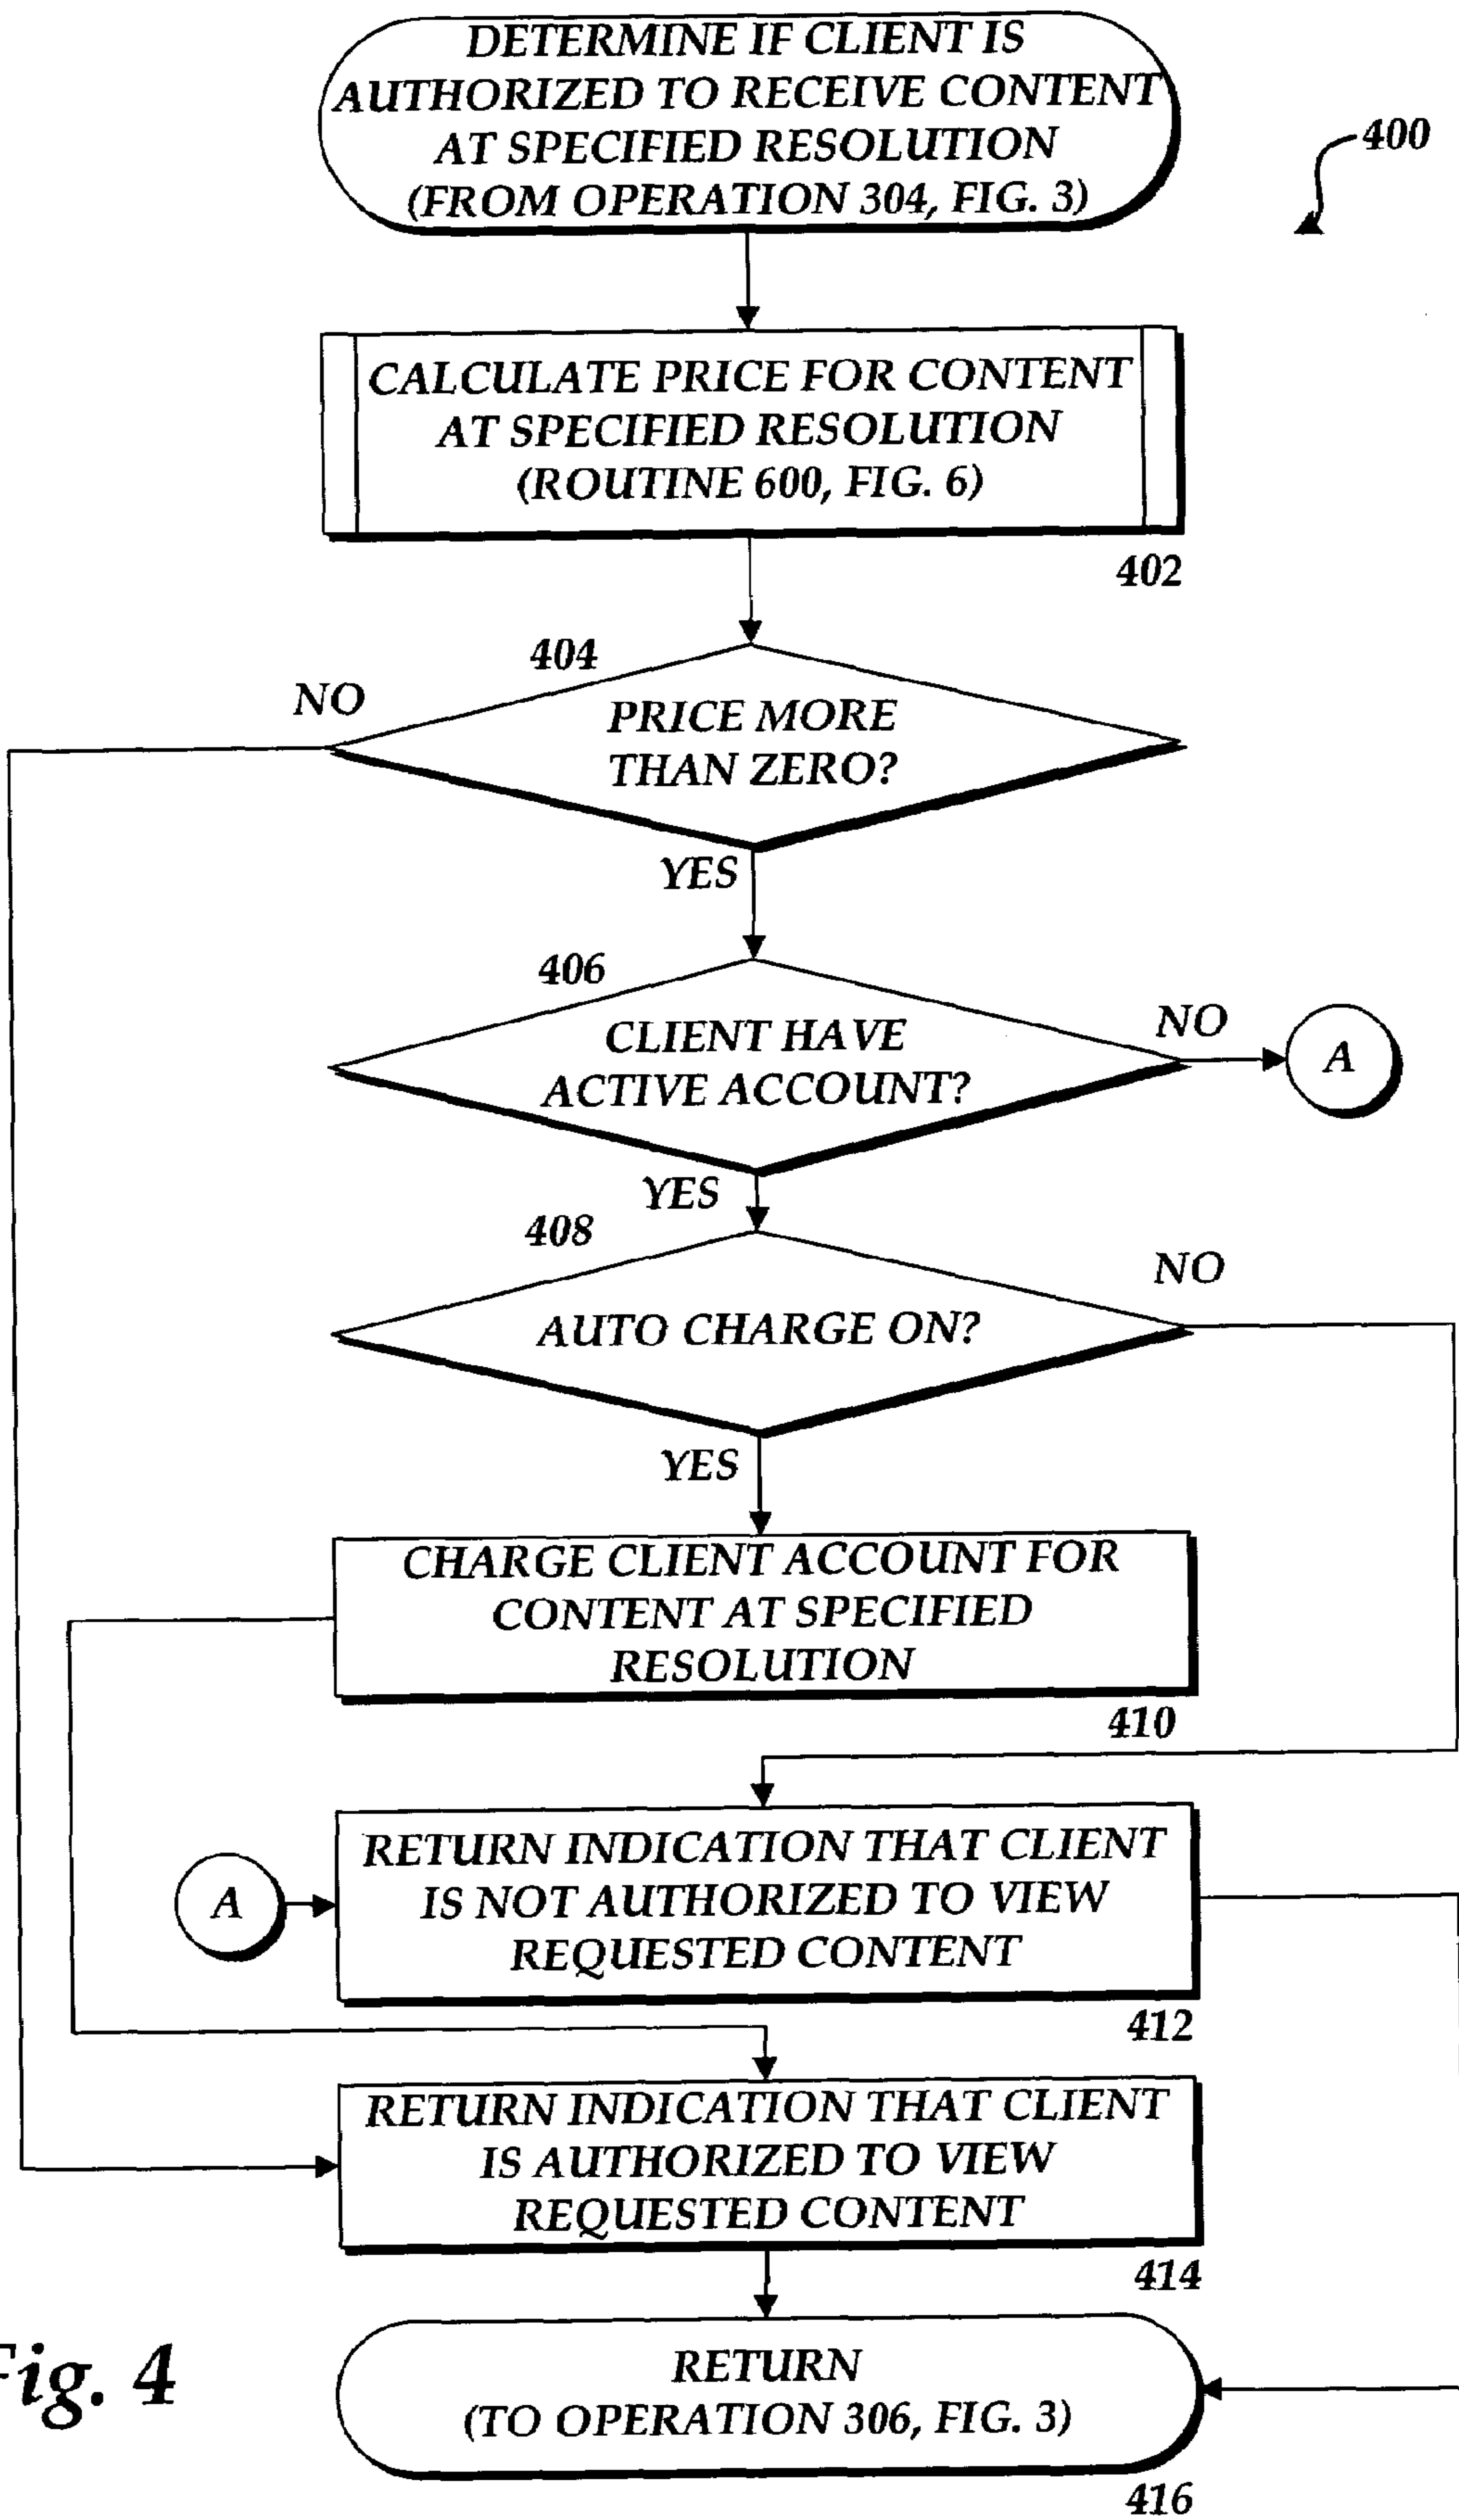 DETERMINE IF CLIENT IS
AUTHORIZED TO RECEIVE CONTENT
AT SPECIFIED RESOLUTION
(FROM OPERATION 304, FIG. 3)
400
CALCULATE PRICE FOR CONTENT
AT SPECIFIED RESOLUTION
(ROUTINE 600, FIG. 6)
402
404
NO
PRICE MORE
THAN ZERO?
YES
406
CLIENT HAVE
ACTIVE ACCOUNT?
NO
A
YES
408
NO
AUTO CHARGE ON?
YES
CHARGE CLIENT ACCOUNT FOR
CONTENT AT SPECIFIED
RESOLUTION
410
RETURN INDICATION THAT CLIENT
IS NOT AUTHORIZED TO VIEW
REQUESTED CONTENT
A
412
RETURN INDICATION THAT CLIENT
IS AUTHORIZED TO VIEW
REQUESTED CONTENT
414
RETURN
(TO OPERATION 306, FIG. 3)
416
Fig. 4